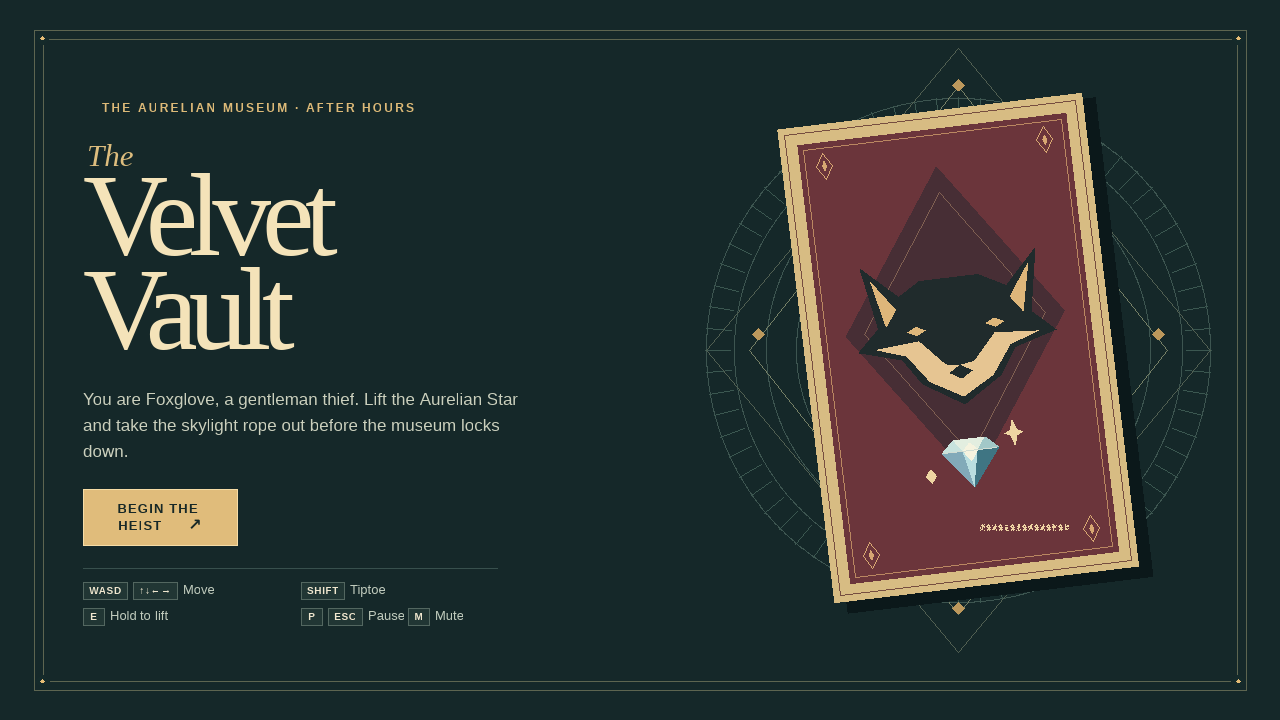 THE AURELIAN MUSEUM · AFTER HOURS
The
Velvet
Vault
You are Foxglove, a gentleman thief. Lift the Aurelian Star
and take the skylight rope out before the museum locks
down.
BEGIN THE
HEIST ↗
WASD ↑↓←→ Move
SHIFT Tiptoe
E Hold to lift
P ESC Pause M Mute